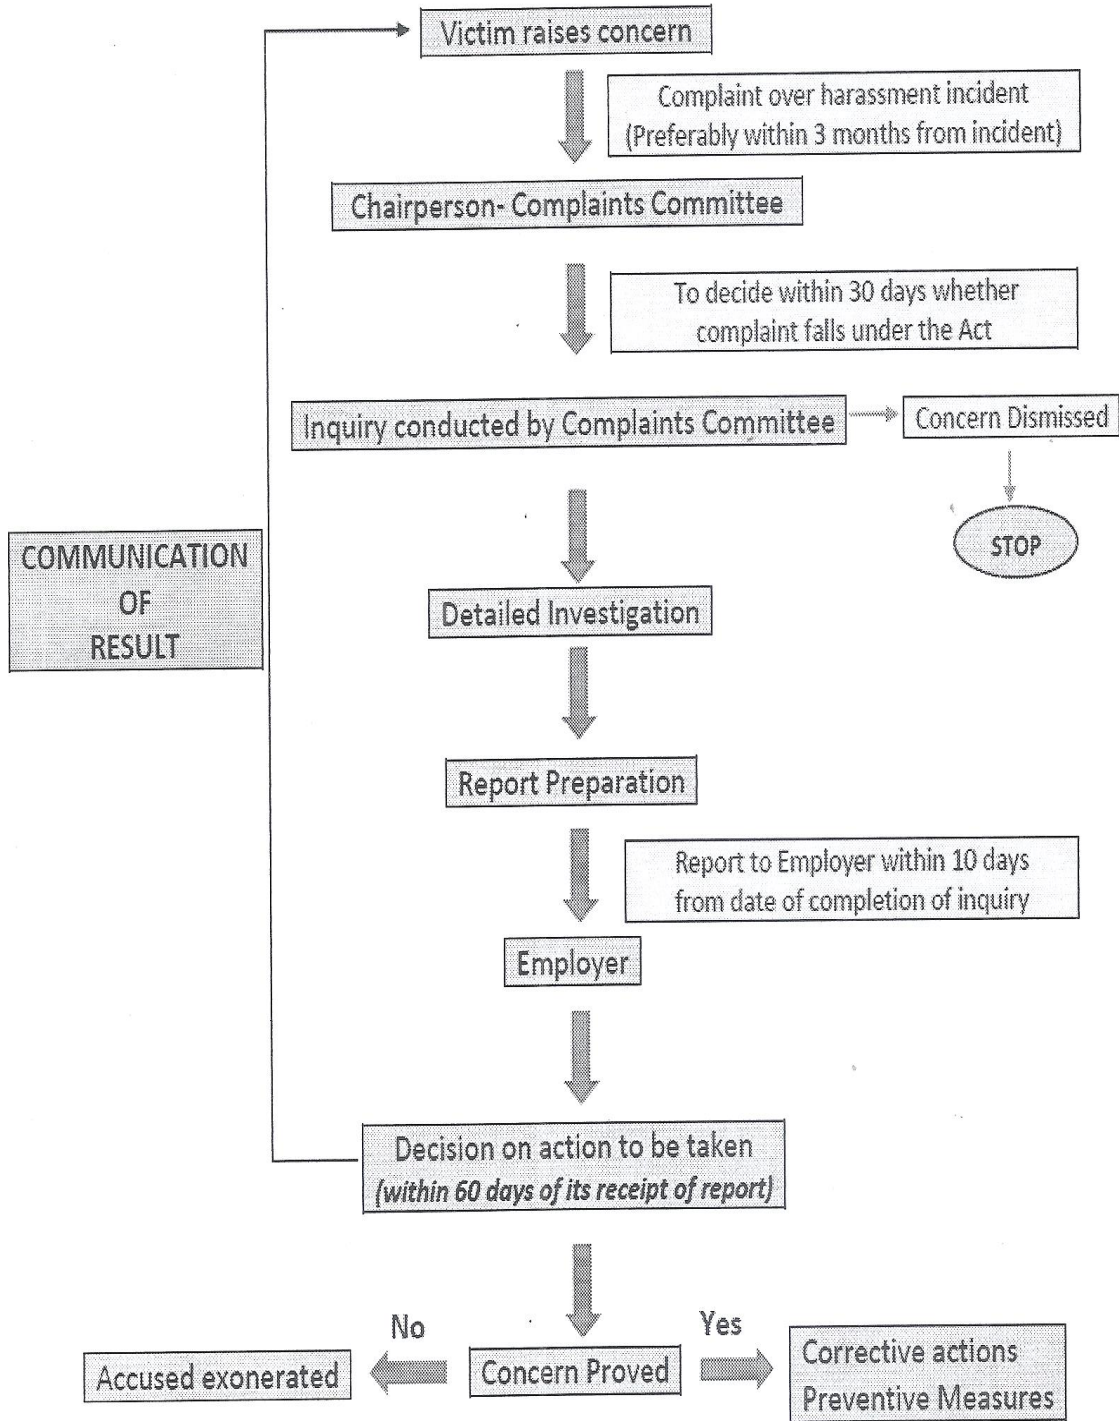 Victim raises concern
Complaint over harassment incident
(Preferably within 3 months from incident)
Chairperson- Complaints Committee
To decide within 30 days whether
complaint falls under the Act
Inquiry conducted by Complaints Committee
Concern Dismissed
STOP
COMMUNICATION
OF
RESULT
Detailed Investigation
Report Preparation
Report to Employer within 10 days
from date of completion of inquiry
Employer
Decision on action to be taken
(within 60 days of its receipt of report)
No
Yes
Accused exonerated
Concern Proved
Corrective actions
Preventive Measures